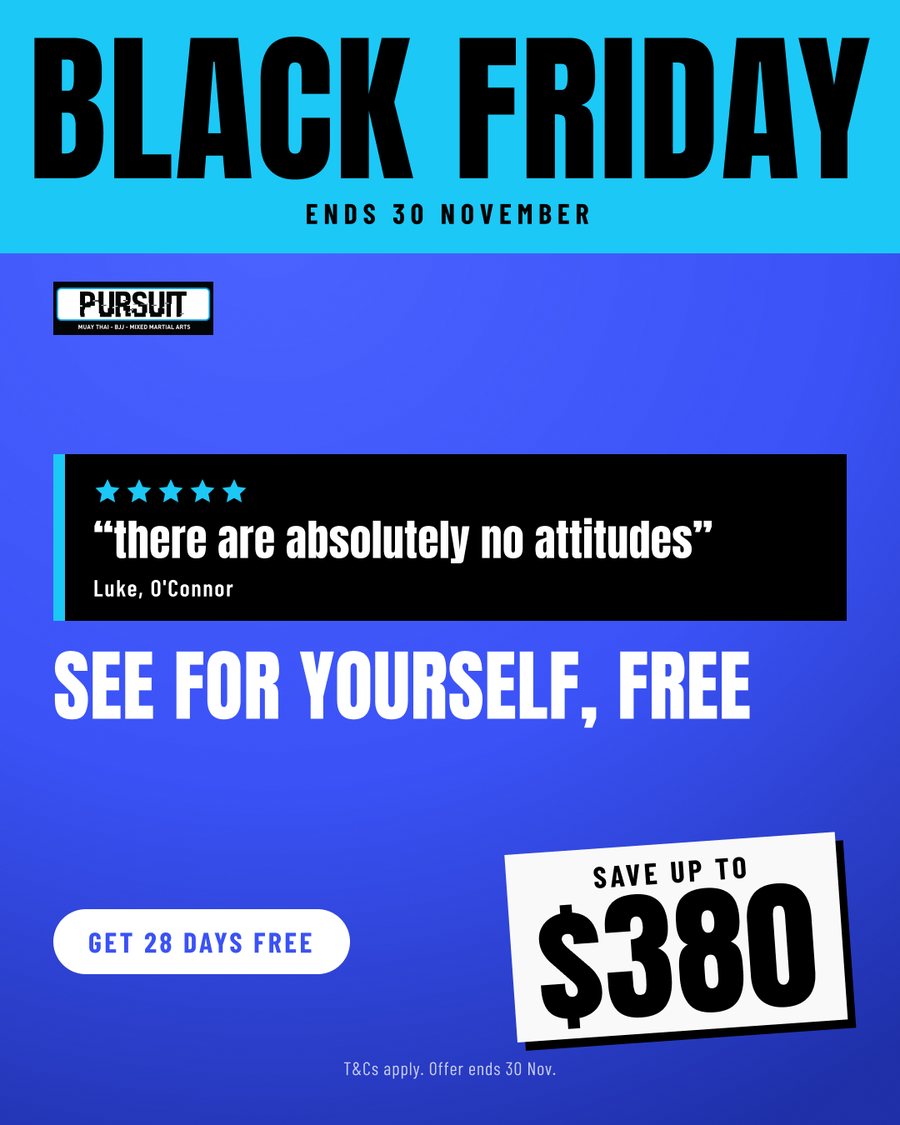 BLACK FRIDAY
ENDS 30 NOVEMBER
PURSUIT
MUAY THAI - BJJ - MIXED MARTIAL ARTS
“there are absolutely no attitudes”
Luke, O'Connor
SEE FOR YOURSELF, FREE
SAVE UP TO
$380
GET 28 DAYS FREE
T&Cs apply. Offer ends 30 Nov.